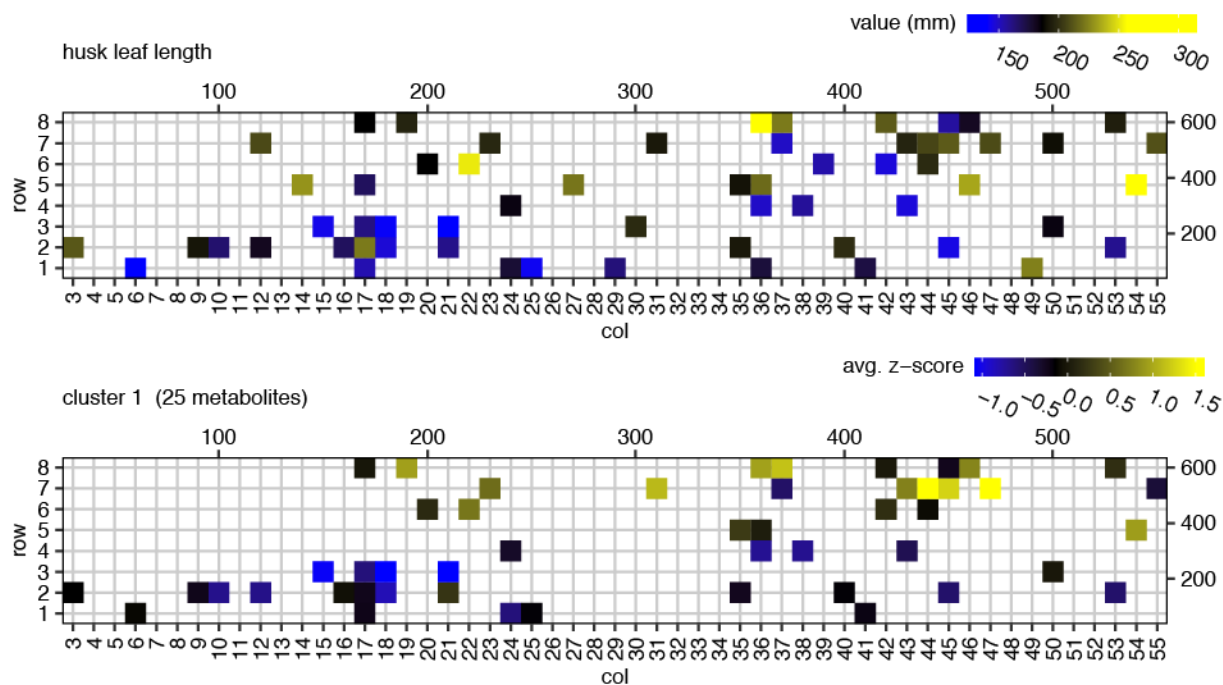 value (mm)
150 200 250 300
husk leaf length
100 200 300 400 500
8 600
7
6
5 400
4
3
2 200
1
row
3 4 5 6 7 8 9 10 11 12 13 14 15 16 17 18 19 20 21 22 23 24 25 26 27 28 29 30 31 32 33 34 35 36 37 38 39 40 41 42 43 44 45 46 47 48 49 50 51 52 53 54 55
col
avg. z−score
−1.0 −0.5 0.0 0.5 1.0 1.5
cluster 1 (25 metabolites)
100 200 300 400 500
8 600
7
6
5 400
4
3
2 200
1
row
3 4 5 6 7 8 9 10 11 12 13 14 15 16 17 18 19 20 21 22 23 24 25 26 27 28 29 30 31 32 33 34 35 36 37 38 39 40 41 42 43 44 45 46 47 48 49 50 51 52 53 54 55
col